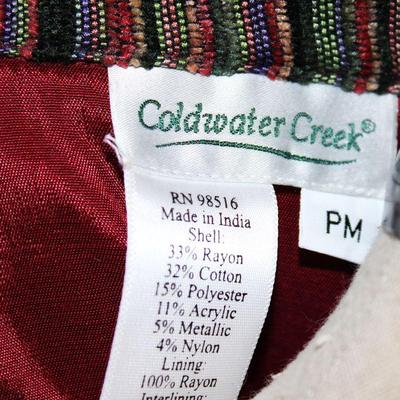 Coldwater Creek®
PM
RN 98516
Made in India
Shell:
33% Rayon
32% Cotton
15% Polyester
11% Acrylic
5% Metallic
4% Nylon
Lining:
100% Rayon
Interlining: